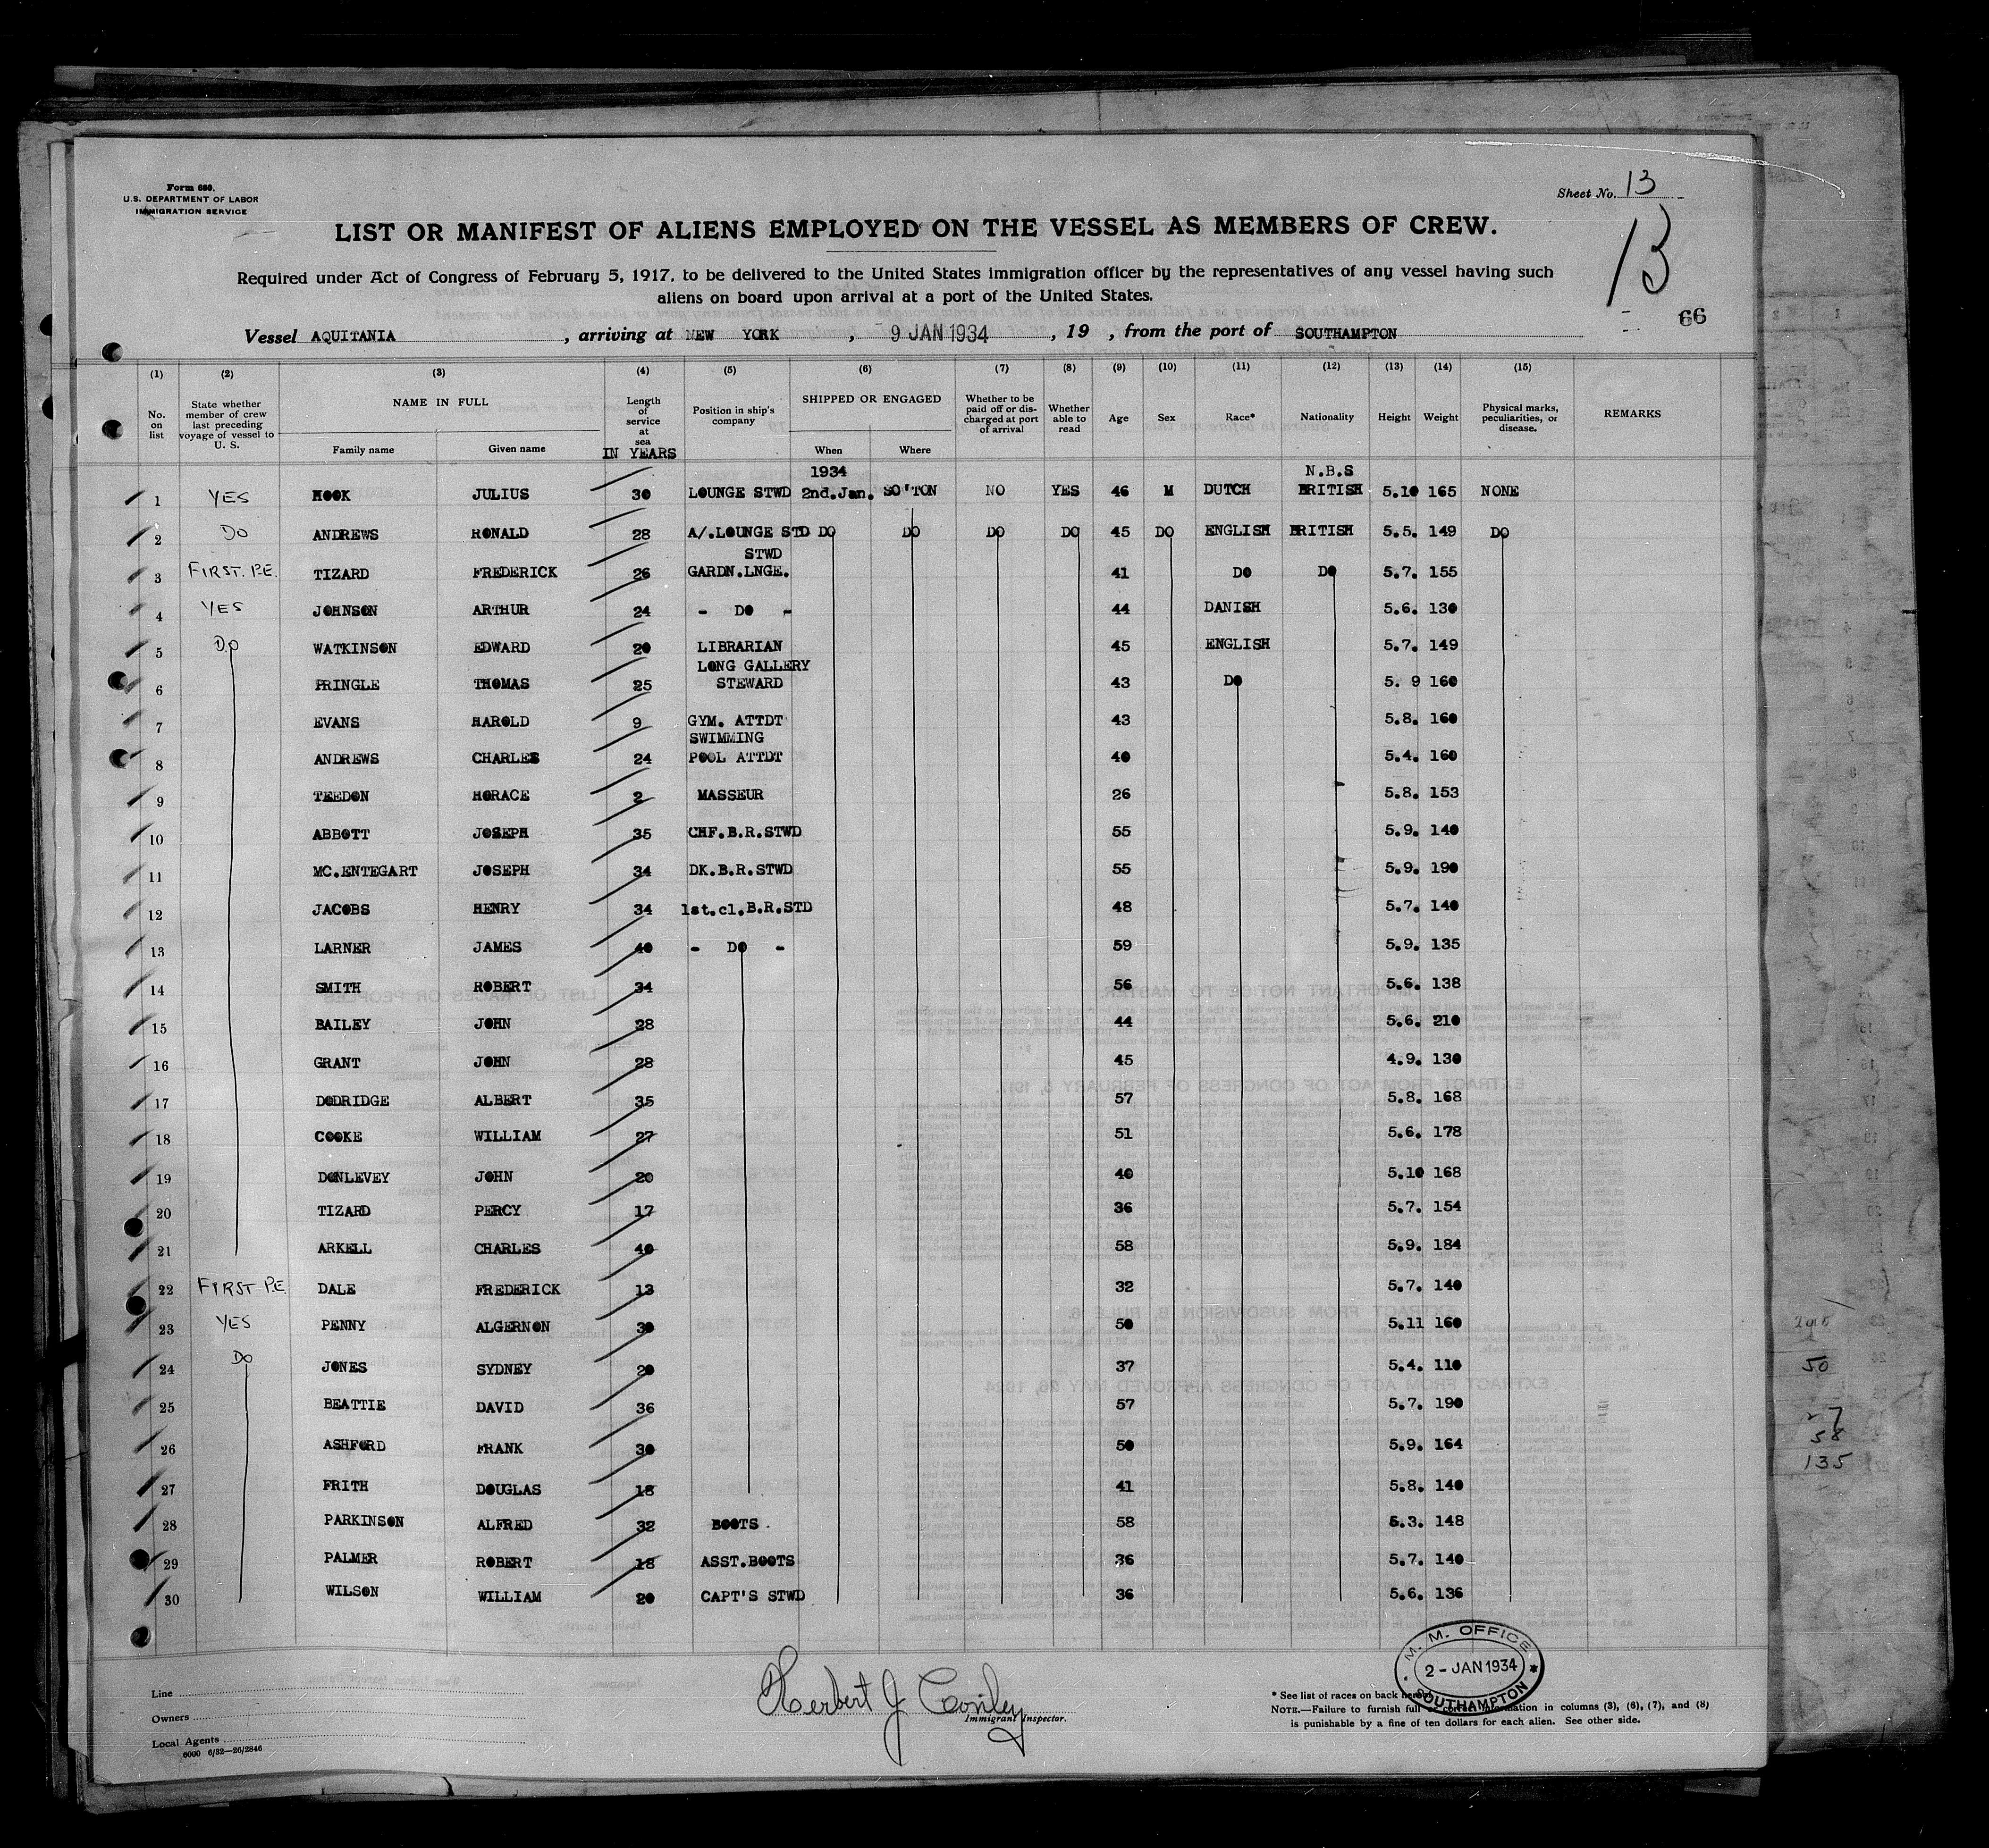 Form 680.
U.S. DEPARTMENT OF LABOR
IMMIGRATION SERVICE
Sheet No. 13
13
66
LIST OR MANIFEST OF ALIENS EMPLOYED ON THE VESSEL AS MEMBERS OF CREW.
Required under Act of Congress of February 5, 1917, to be delivered to the United States immigration officer by the representatives of any vessel having such
aliens on board upon arrival at a port of the United States.
Vessel AQUITANIA, arriving at NEW YORK, 9 JAN 1934, 19 , from the port of SOUTHAMPTON
(1) (2) (3) (4) (5) (6) (7) (8) (9) (10) (11) (12) (13) (14) (15)
No. on list
State whether member of crew last preceding voyage of vessel to U. S.
NAME IN FULL
Family name Given name
Length of service at sea
IN YEARS
Position in ship's company
SHIPPED OR ENGAGED
When Where
Whether to be paid off or discharged at port of arrival
Whether able to read
Age Sex Race* Nationality Height Weight
Physical marks, peculiarities, or disease.
REMARKS
1934 N.B.S
1 YES HOOK JULIUS 30 LOUNGE STWD 2nd.Jan. SO'TON NO YES 46 M DUTCH BRITISH 5.10 165 NONE
2 DO ANDREWS RONALD 28 A/.LOUNGE STD DO DO DO DO 45 DO ENGLISH BRITISH 5.5. 149 DO
STWD
3 FIRST. P.E. TIZARD FREDERICK 26 GARDN.LNGE. 41 DO DO 5.7. 155
4 YES JOHNSON ARTHUR 24 - DO - 44 DANISH 5.6. 130
5 DO WATKINSON EDWARD 20 LIBRARIAN 45 ENGLISH 5.7. 149
LONG GALLERY
6 PRINGLE THOMAS 25 STEWARD 43 DO 5. 9 160
7 EVANS HAROLD 9 GYM. ATTDT 43 5.8. 160
SWIMMING
8 ANDREWS CHARLES 24 POOL ATTDT 40 5.4. 160
9 TEEDON HORACE 2 MASSEUR 26 5.8. 153
10 ABBOTT JOSEPH 35 CHF.B.R.STWD 55 5.9. 140
11 MC.ENTEGART JOSEPH 34 DK.B.R.STWD 55 5.9. 190
12 JACOBS HENRY 34 1st.cl.B.R.STD 48 5.7. 140
13 LARNER JAMES 40 - DO - 59 5.9. 135
14 SMITH ROBERT 34 56 5.6. 138
15 BAILEY JOHN 28 44 5.6. 210
16 GRANT JOHN 28 45 4.9. 130
17 DODRIDGE ALBERT 35 57 5.8. 168
18 COOKE WILLIAM 27 51 5.6. 178
19 DONLEVEY JOHN 20 40 5.10 168
20 TIZARD PERCY 17 36 5.7. 154
21 ARKELL CHARLES 40 58 5.9. 184
22 FIRST P.E. DALE FREDERICK 13 32 5.7. 140
23 YES PENNY ALGERNON 30 50 5.11 160
24 DO JONES SYDNEY 20 37 5.4. 110
25 BEATTIE DAVID 36 57 5.7. 190
26 ASHFORD FRANK 30 50 5.9. 164
27 FRITH DOUGLAS 18 41 5.8. 140
28 PARKINSON ALFRED 32 BOOTS. 58 5.3. 148
29 PALMER ROBERT 18 ASST.BOOTS 36 5.7. 140
30 WILSON WILLIAM 20 CAPT'S STWD 36 5.6. 136
50
58
135
Line
Owners
Local Agents
6000 6/32—26/2846
Herbert J Conley
Immigrant Inspector.
M. M. OFFICE
2 - JAN 1934
SOUTHAMPTON
* See list of races on back hereof.
NOTE.—Failure to furnish full or correct information in columns (3), (6), (7), and (8)
is punishable by a fine of ten dollars for each alien. See other side.